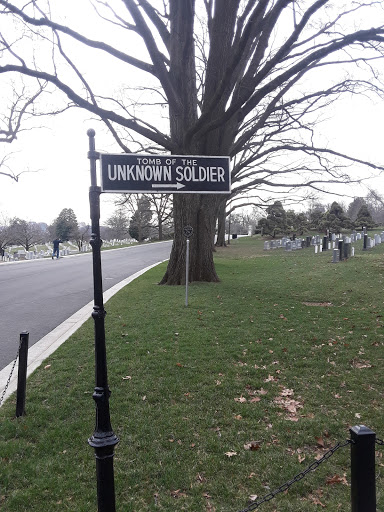 TOMB OF THE
UNKNOWN SOLDIER